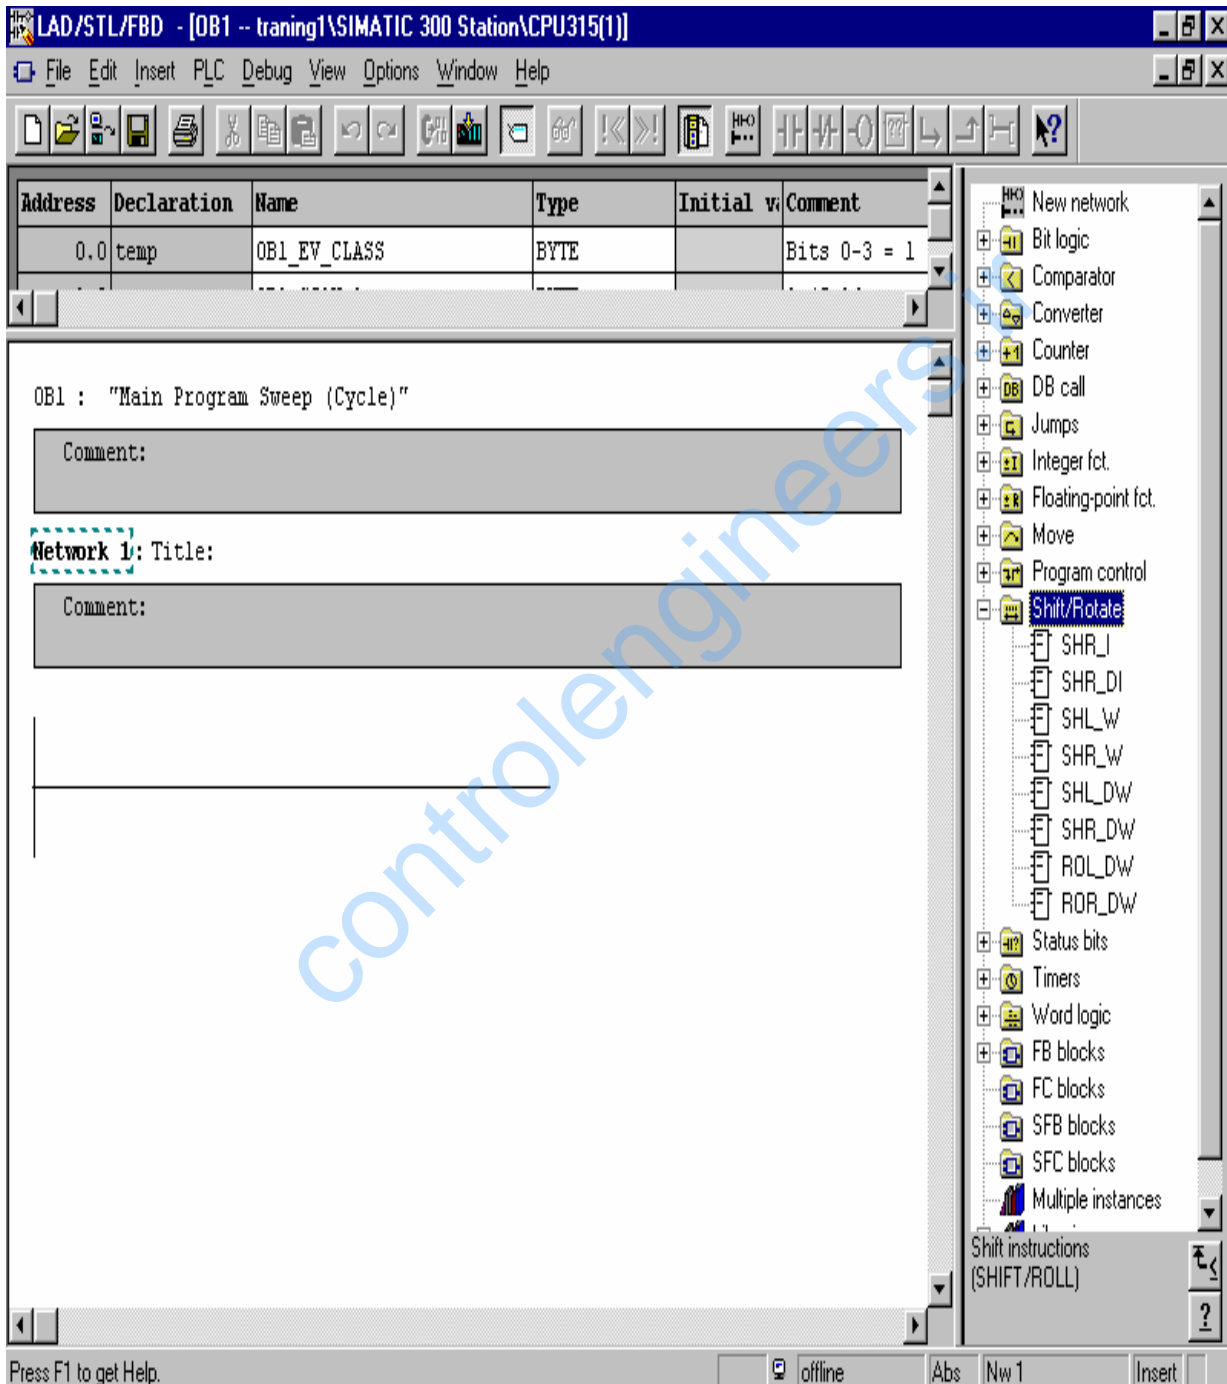 LAD/STL/FBD - [OB1 -- traning1\SIMATIC 300 Station\CPU315(1)]
File Edit Insert PLC Debug View Options Window Help
Address Declaration Name Type Initial va Comment
0.0 temp OB1_EV_CLASS BYTE Bits 0-3 = 1
OB1 : "Main Program Sweep (Cycle)"
Comment:
Network 1: Title:
Comment:
New network
Bit logic
Comparator
Converter
Counter
DB call
Jumps
Integer fct.
Floating-point fct.
Move
Program control
Shift/Rotate
SHR_I
SHR_DI
SHL_W
SHR_W
SHL_DW
SHR_DW
ROL_DW
ROR_DW
Status bits
Timers
Word logic
FB blocks
FC blocks
SFB blocks
SFC blocks
Multiple instances
Shift instructions
(SHIFT/ROLL)
Press F1 to get Help.
offline Abs Nw 1 Insert
controlengineers.ir